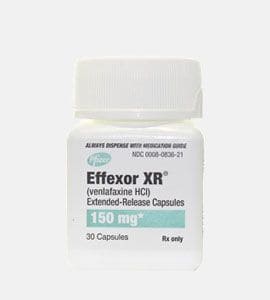 ALWAYS DISPENSE WITH MEDICATION GUIDE
Pfizer
NDC 0008-0836-21
Effexor XR®
(venlafaxine HCl)
Extended-Release Capsules
150 mg*
30 Capsules Rx only